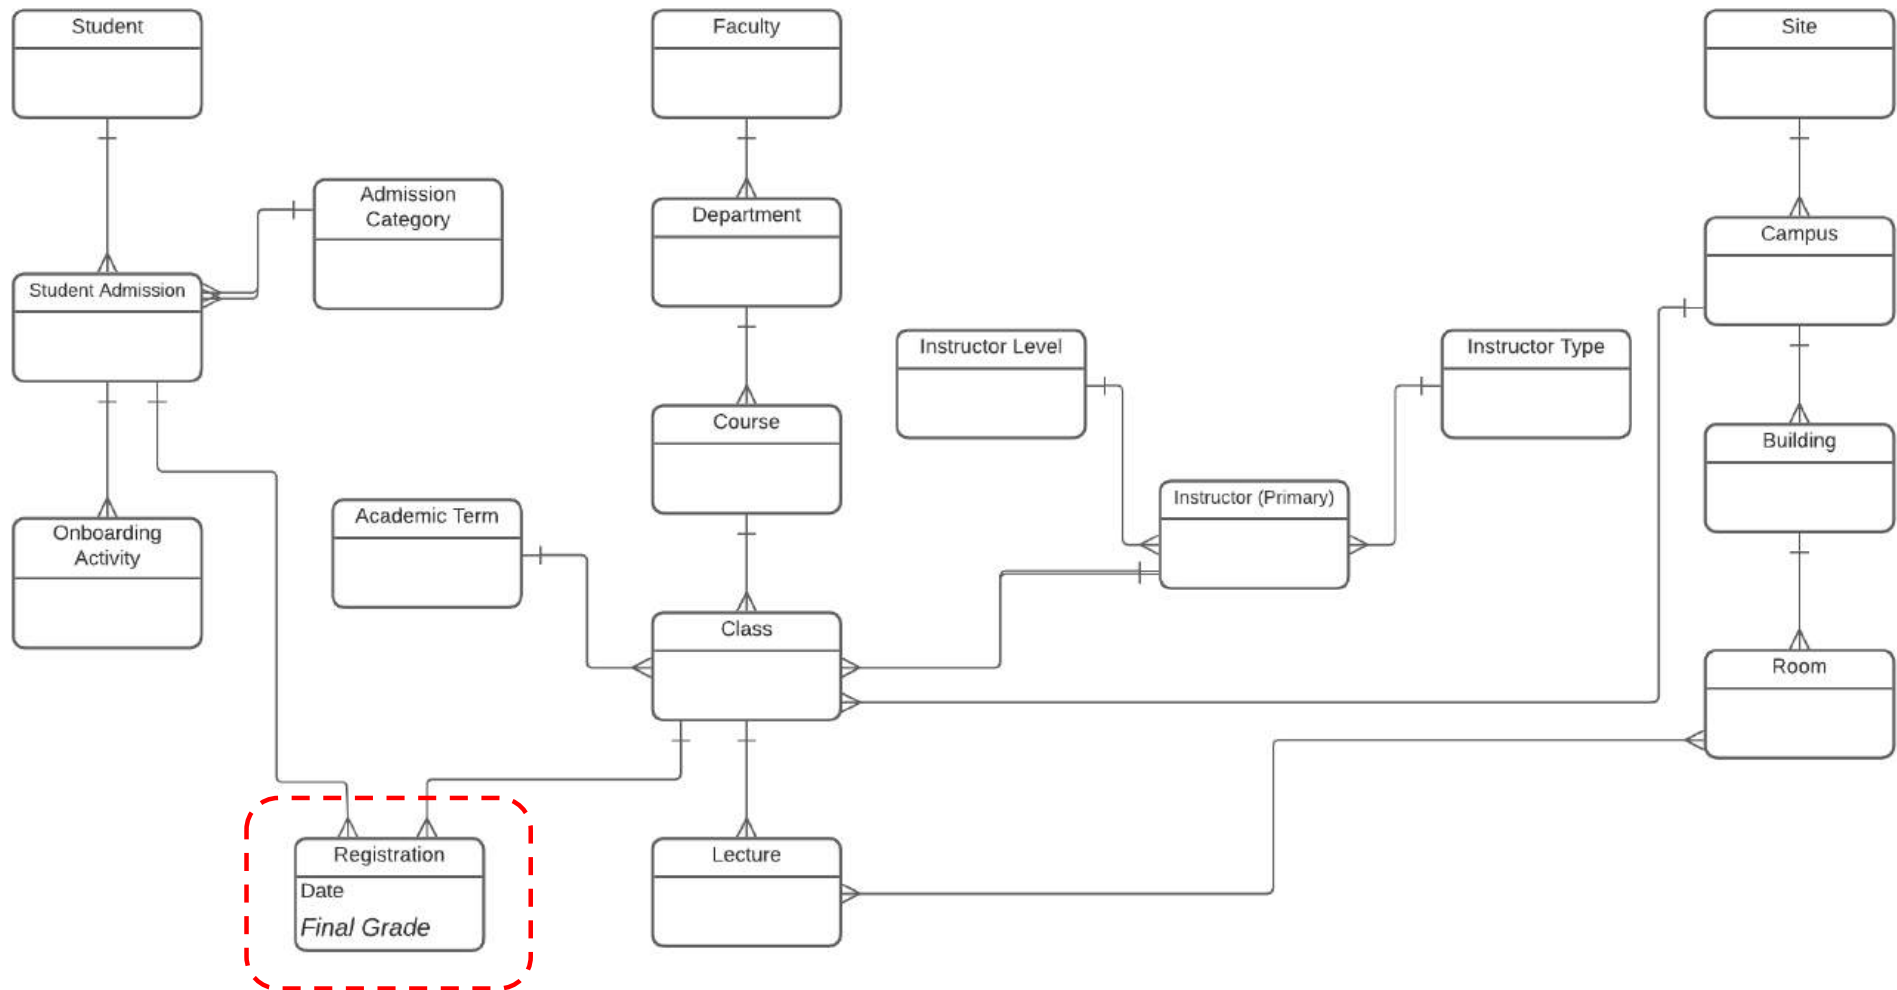 Student
Faculty
Site
Admission
Category
Department
Campus
Student Admission
Instructor Level
Instructor Type
Course
Building
Instructor (Primary)
Academic Term
Onboarding
Activity
Class
Room
Registration
Date
Final Grade
Lecture